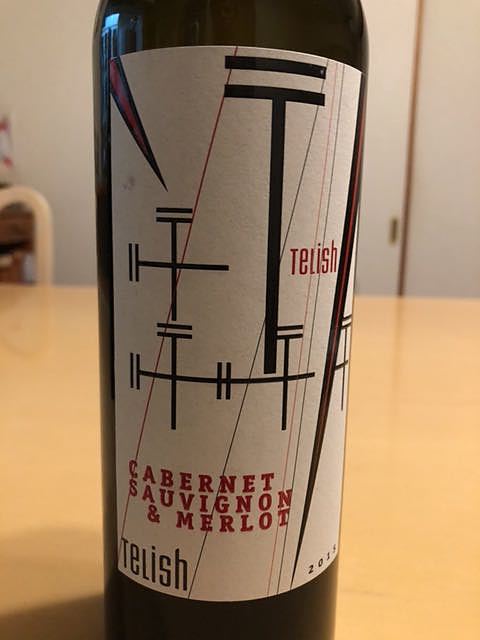 TELish
CABERNET
SAUVIGNON
& MERLOT
TELish
2015